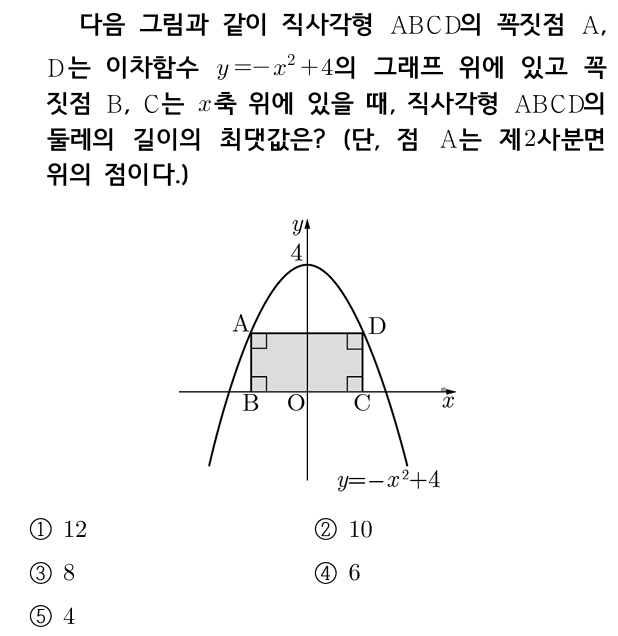 다음 그림과 같이 직사각형 ABCD의 꼭짓점 A,
D는 이차함수 y=-x²+4의 그래프 위에 있고 꼭
짓점 B, C는 x축 위에 있을 때, 직사각형 ABCD의
둘레의 길이의 최댓값은? (단, 점 A는 제2사분면
위의 점이다.)
y
4
A D
B O C x
y=-x²+4
① 12 ② 10
③ 8 ④ 6
⑤ 4